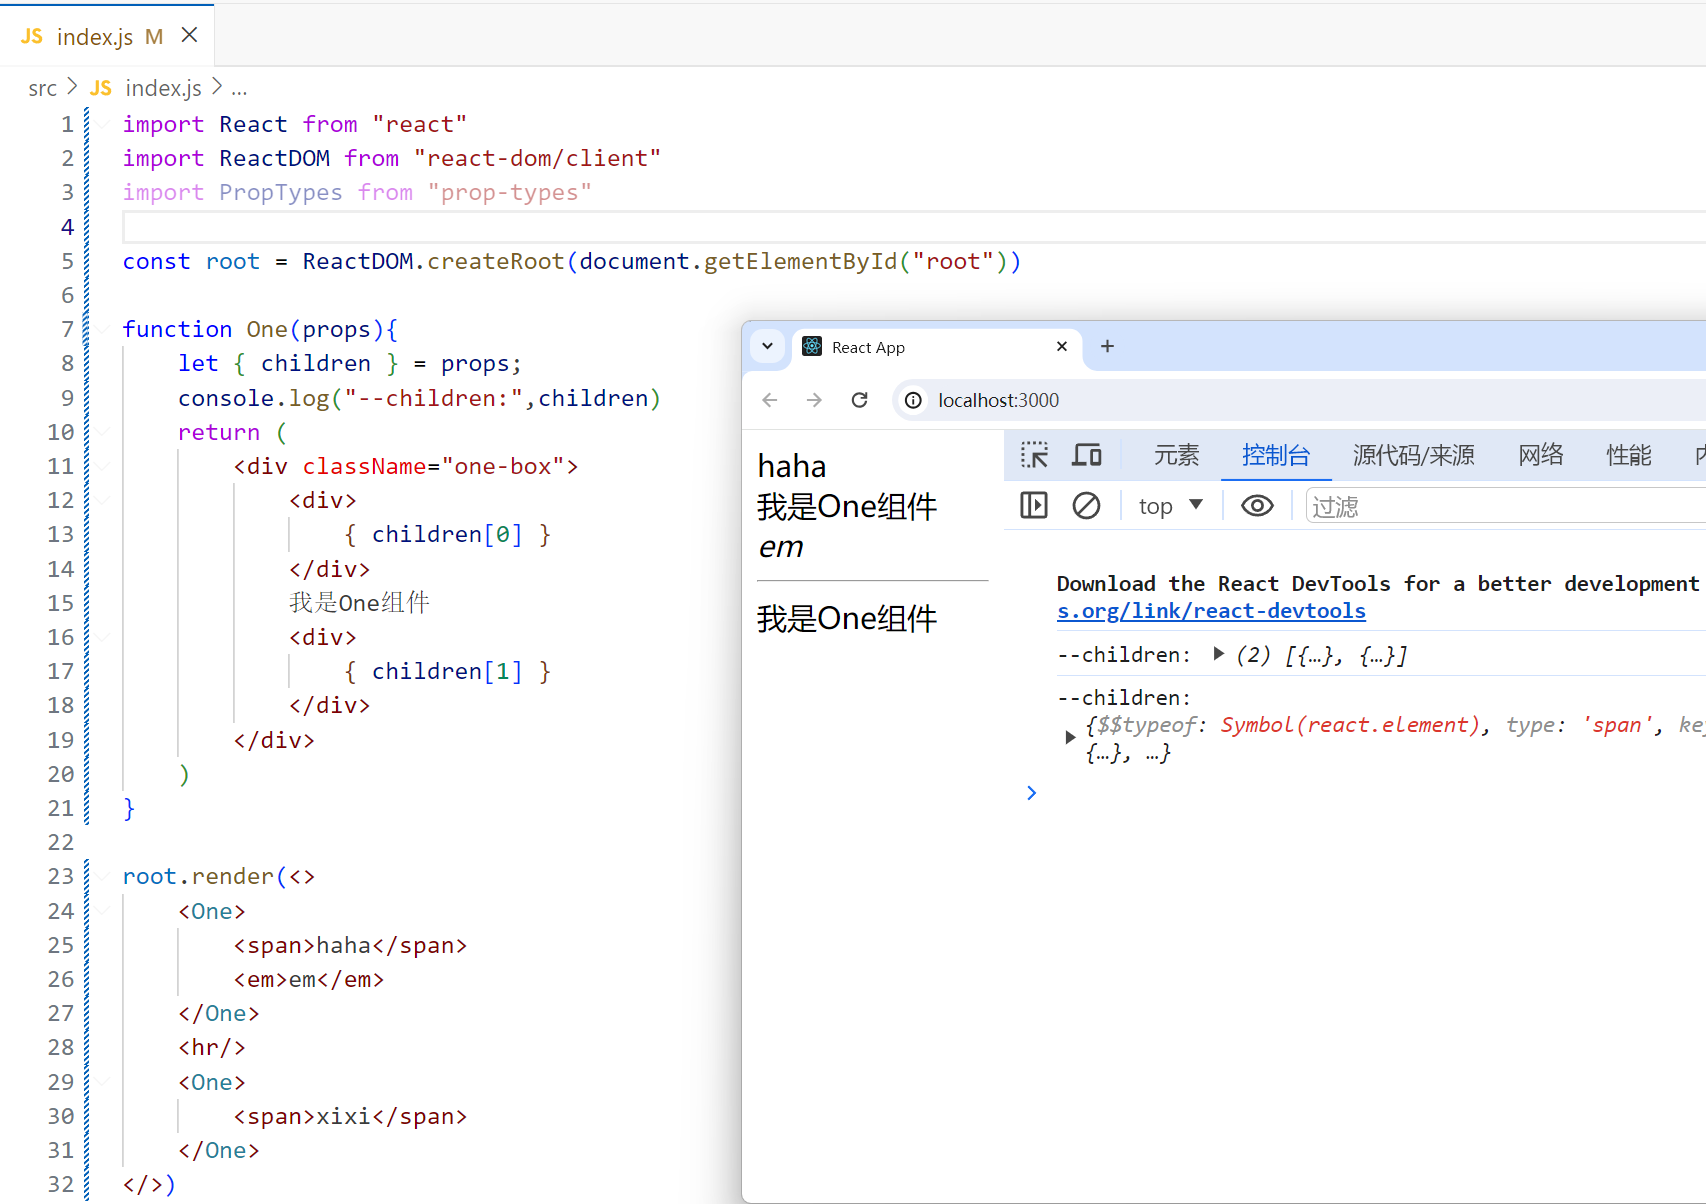 JS index.js M
src > JS index.js > ...
1 import React from "react"
2 import ReactDOM from "react-dom/client"
3 import PropTypes from "prop-types"
4
5 const root = ReactDOM.createRoot(document.getElementById("root"))
6
7 function One(props){
8 let { children } = props;
9 console.log("--children:",children)
10 return (
11 <div className="one-box">
12 <div>
13 { children[0] }
14 </div>
15 我是One组件
16 <div>
17 { children[1] }
18 </div>
19 </div>
20 )
21 }
22
23 root.render(<>
24 <One>
25 <span>haha</span>
26 <em>em</em>
27 </One>
28 <hr/>
29 <One>
30 <span>xixi</span>
31 </One>
32 </>)
React App
localhost:3000
haha
我是One组件
em
我是One组件
元素 控制台 源代码/来源 网络 性能
top 过滤
Download the React DevTools for a better development
s.org/link/react-devtools
--children: (2) [{…}, {…}]
--children:
{$$typeof: Symbol(react.element), type: 'span', key
{…}, …}